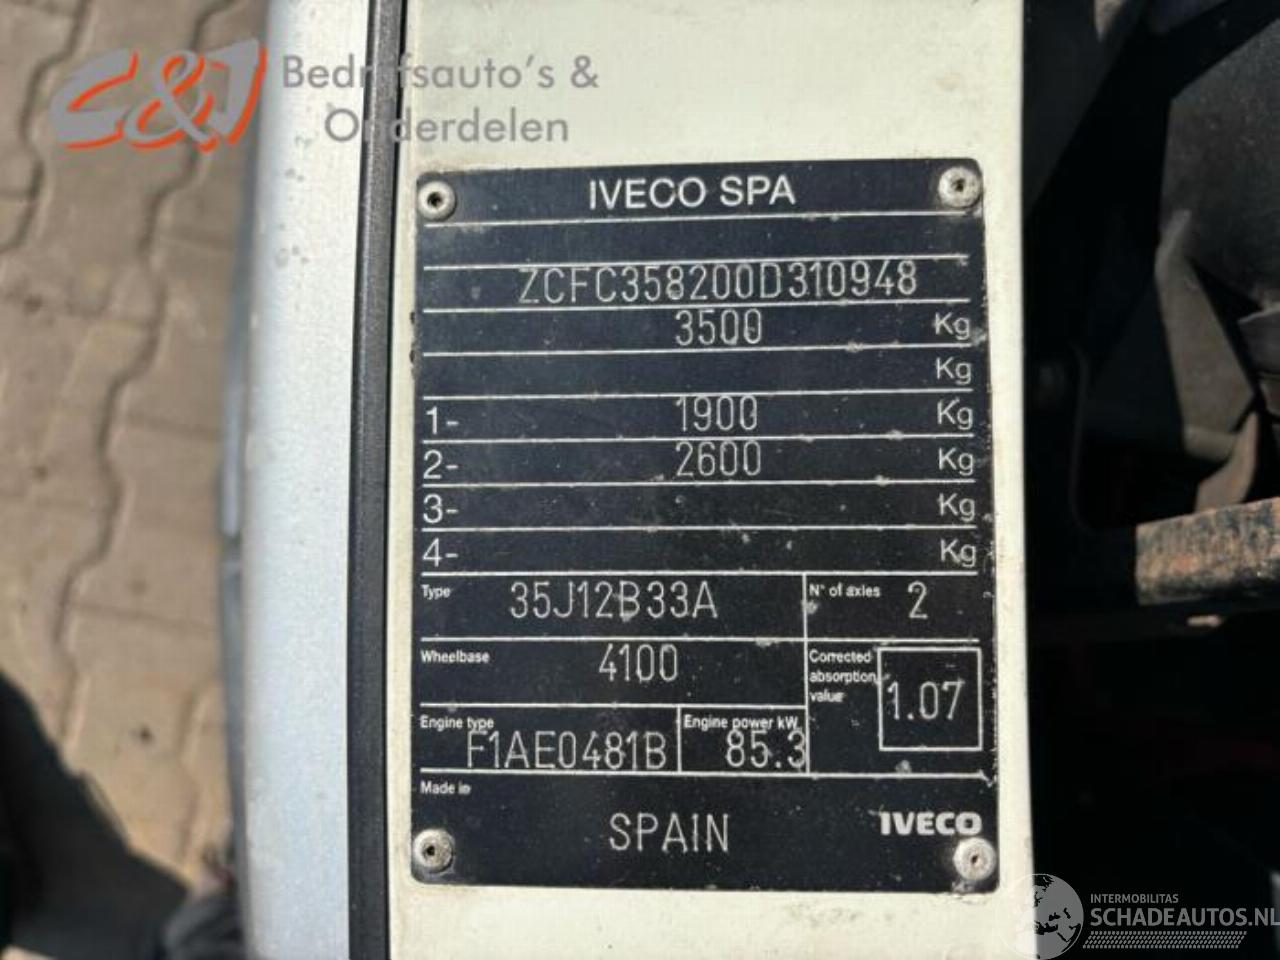 S&J Bedrijfsauto's &
Onderdelen
IVECO SPA
ZCFC358200D310948
3500 Kg
Kg
1- 1900 Kg
2- 2600 Kg
3- Kg
4- Kg
Type 35J12B33A N° of axles 2
Wheelbase 4100 Corrected absorption value 1.07
Engine type F1AE0481B Engine power kW 85.3
Made in
SPAIN IVECO
INTERMOBILITAS
SCHADEAUTOS.NL